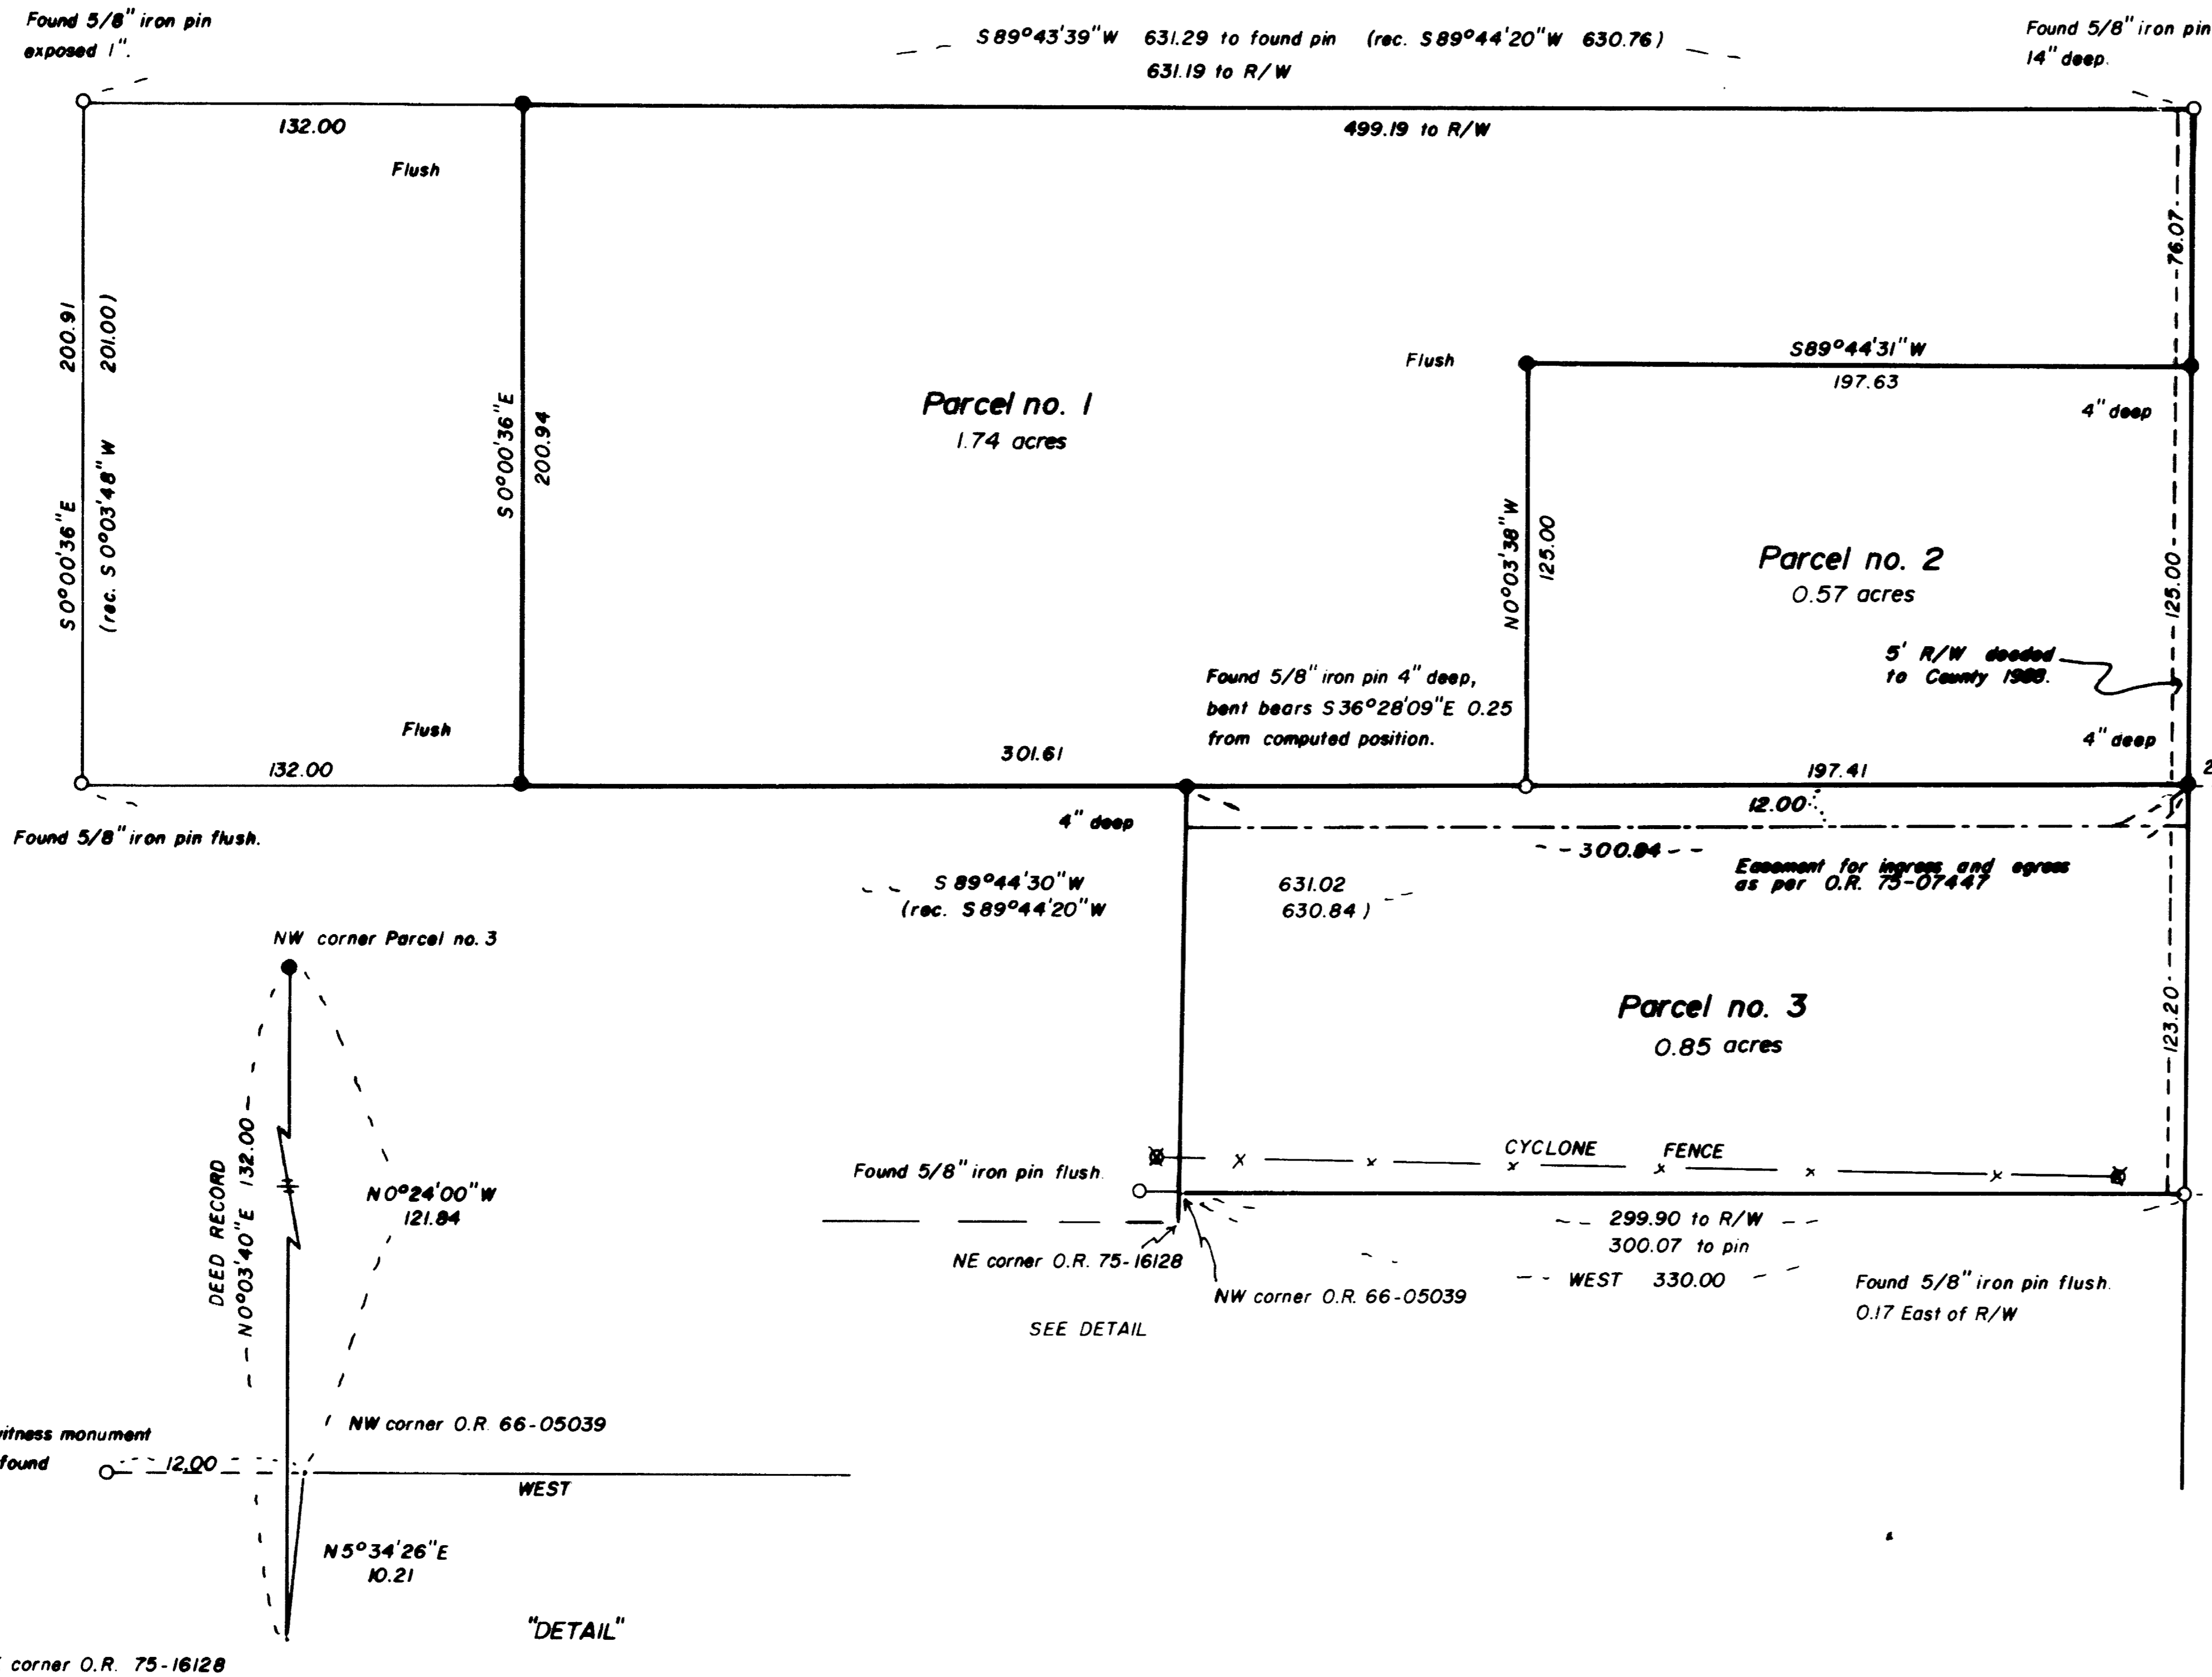 Found 5/8" iron pin
exposed 1".
S89°43'39"W 631.29 to found pin (rec. S89°44'20"W 630.76)
631.19 to R/W
Found 5/8" iron pin
14" deep.
132.00
499.19 to R/W
Flush
76.07
200.91
201.00)
S0°00'36"E
(rec. S0°03'48"W
S0°00'36"E
200.94
Parcel no. 1
1.74 acres
Flush
S89°44'31"W
197.63
4" deep
N0°03'38"W
125.00
Parcel no. 2
0.57 acres
125.00
5' R/W deeded
to County
Found 5/8" iron pin 4" deep,
bent bears S36°28'09"E 0.25
from computed position.
Flush
4" deep
132.00
301.61
197.41
2
12.00
Found 5/8" iron pin flush.
4" deep
300.84
Easement for ingress and egress
as per O.R. 75-07447
S89°44'30"W 631.02
(rec. S89°44'20"W 630.84)
NW corner Parcel no. 3
Parcel no. 3
0.85 acres
123.20
DEED RECORD
N0°03'40"E 132.00
N0°24'00"W
121.84
CYCLONE FENCE
Found 5/8" iron pin flush.
299.90 to R/W
300.07 to pin
WEST 330.00
NE corner O.R. 75-16128
NW corner O.R. 66-05039
Found 5/8" iron pin flush.
0.17 East of R/W
SEE DETAIL
NW corner O.R. 66-05039
itness monument
found
12.00
WEST
N5°34'26"E
10.21
"DETAIL"
corner O.R. 75-16128